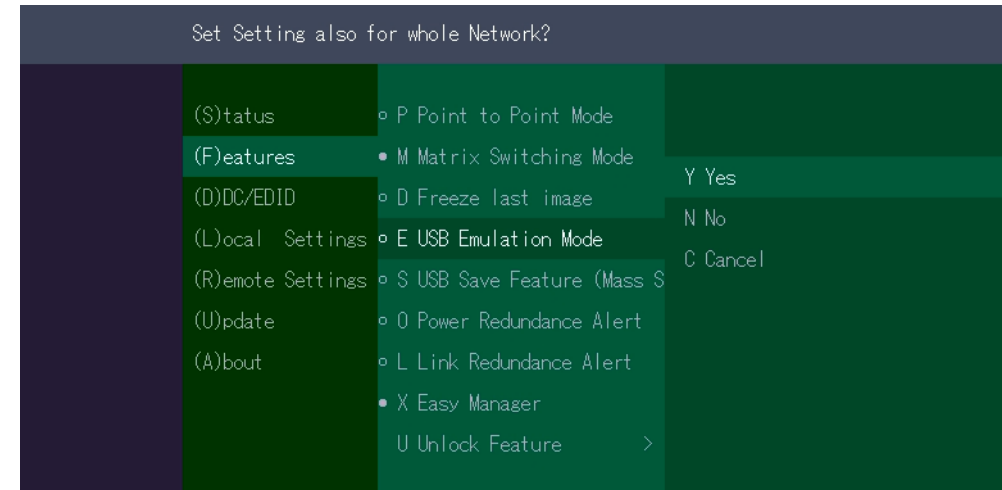 Set Setting also for whole Network?
(S)tatus
(F)eatures
(D)DC/EDID
(L)ocal Settings
(R)emote Settings
(U)pdate
(A)bout
P Point to Point Mode
M Matrix Switching Mode
D Freeze last image
E USB Emulation Mode
S USB Save Feature (Mass S
O Power Redundance Alert
L Link Redundance Alert
X Easy Manager
U Unlock Feature >
Y Yes
N No
C Cancel